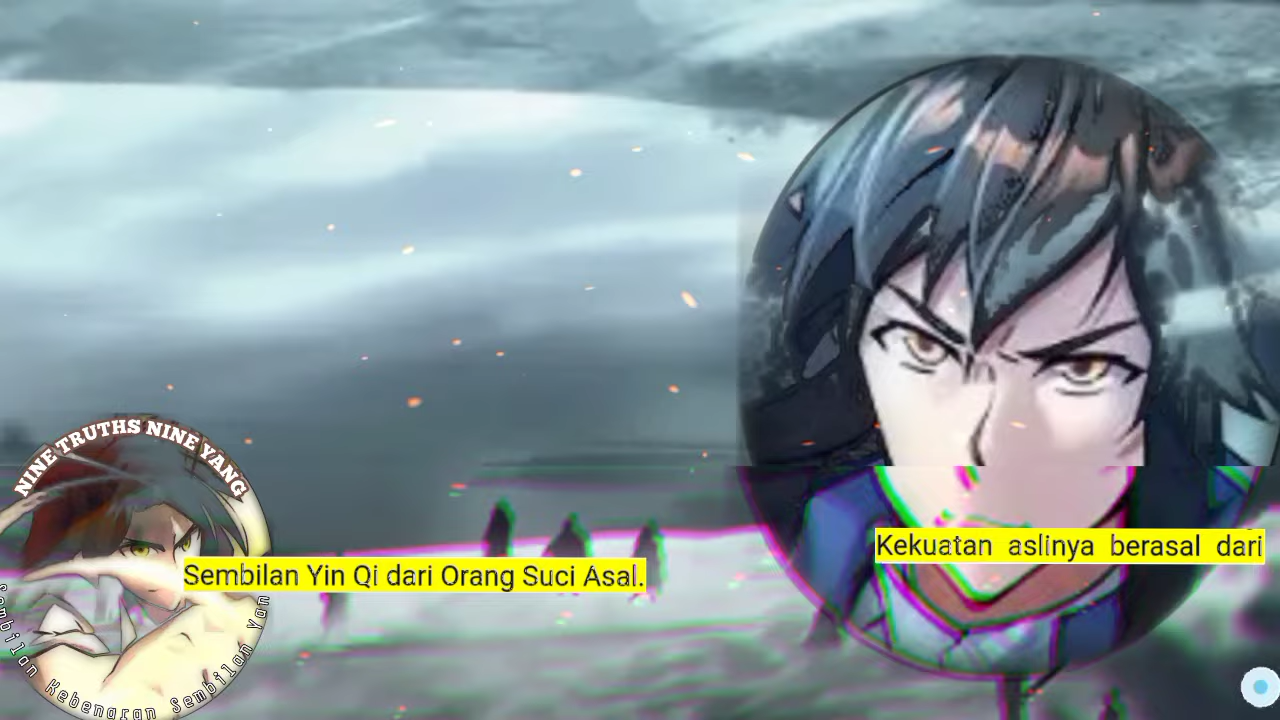 NINE TRUTHS NINE YANG
Kekuatan aslinya berasal dari
Sembilan Yin Qi dari Orang Suci Asal.
Sembilan Kebenaran Sembilan Yan